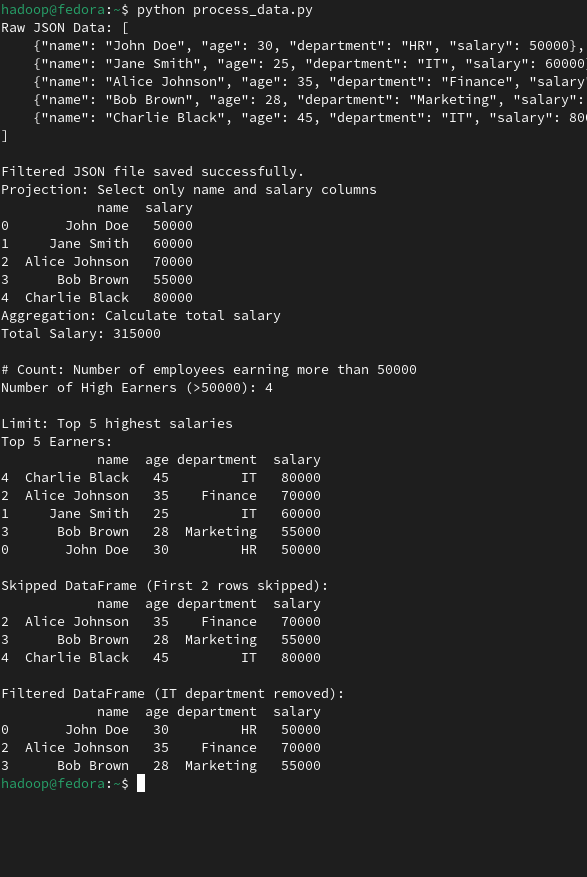 hadoop@fedora:~$ python process_data.py
Raw JSON Data: [
    {"name": "John Doe", "age": 30, "department": "HR", "salary": 50000},
    {"name": "Jane Smith", "age": 25, "department": "IT", "salary": 60000
    {"name": "Alice Johnson", "age": 35, "department": "Finance", "salary
    {"name": "Bob Brown", "age": 28, "department": "Marketing", "salary":
    {"name": "Charlie Black", "age": 45, "department": "IT", "salary": 80
]

Filtered JSON file saved successfully.
Projection: Select only name and salary columns
            name  salary
0       John Doe   50000
1     Jane Smith   60000
2  Alice Johnson   70000
3      Bob Brown   55000
4  Charlie Black   80000
Aggregation: Calculate total salary
Total Salary: 315000

# Count: Number of employees earning more than 50000
Number of High Earners (>50000): 4

Limit: Top 5 highest salaries
Top 5 Earners:
            name  age department  salary
4  Charlie Black   45         IT   80000
2  Alice Johnson   35    Finance   70000
1     Jane Smith   25         IT   60000
3      Bob Brown   28  Marketing   55000
0       John Doe   30         HR   50000

Skipped DataFrame (First 2 rows skipped):
            name  age department  salary
2  Alice Johnson   35    Finance   70000
3      Bob Brown   28  Marketing   55000
4  Charlie Black   45         IT   80000

Filtered DataFrame (IT department removed):
            name  age department  salary
0       John Doe   30         HR   50000
2  Alice Johnson   35    Finance   70000
3      Bob Brown   28  Marketing   55000
hadoop@fedora:~$